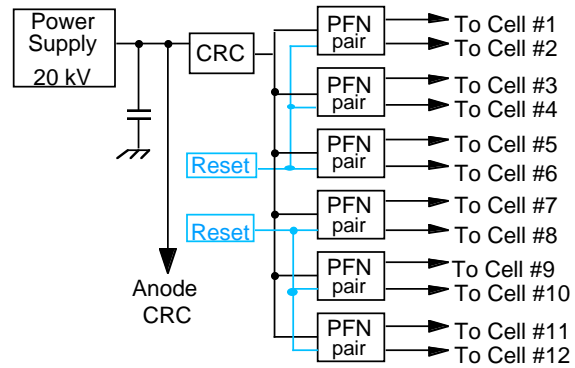 Power
Supply
20 kV
CRC
PFN
pair
To Cell #1
To Cell #2
PFN
pair
To Cell #3
To Cell #4
Reset
PFN
pair
To Cell #5
To Cell #6
Reset
PFN
pair
To Cell #7
To Cell #8
Anode
CRC
PFN
pair
To Cell #9
To Cell #10
PFN
pair
To Cell #11
To Cell #12